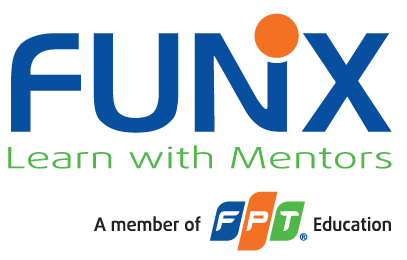 FUNiX
Learn with Mentors
A member of FPT® Education